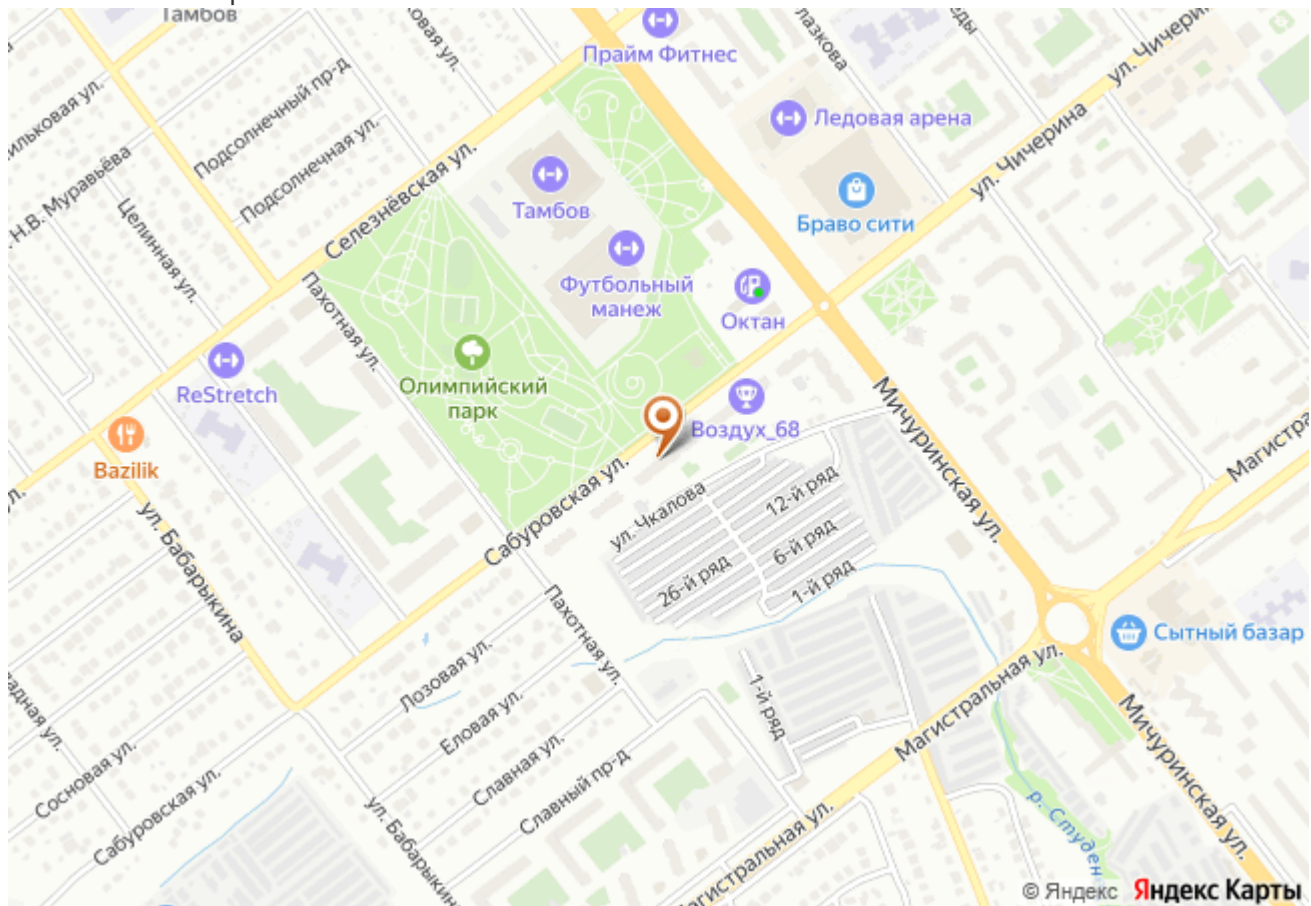 Тамбов
Прайм Фитнес
ул. Чичерина
Ледовая арена
Подсолнечный пр-д
Подсолнечная ул.
Н.В. Муравьёва
Селезнёвская ул.
ул. Чичерина
Тамбов
Браво сити
Целинная ул.
Футбольный
манеж
Октан
Пахотная ул.
ReStretch
Олимпийский
парк
Воздух_68
Мичуринская ул.
Bazilik
Сабуровская ул.
ул. Чкалова
12-й ряд
6-й ряд
26-й ряд
1-й ряд
ул. Бабарыкина
Пахотная ул.
Сытный базар
Лозовая ул.
Еловая ул.
1-й ряд
Магистральная ул.
Славная ул.
Славный пр-д
Мичуринская ул.
Сосновая ул.
Сабуровская ул.
р. Студен
© Яндекс Яндекс Карты